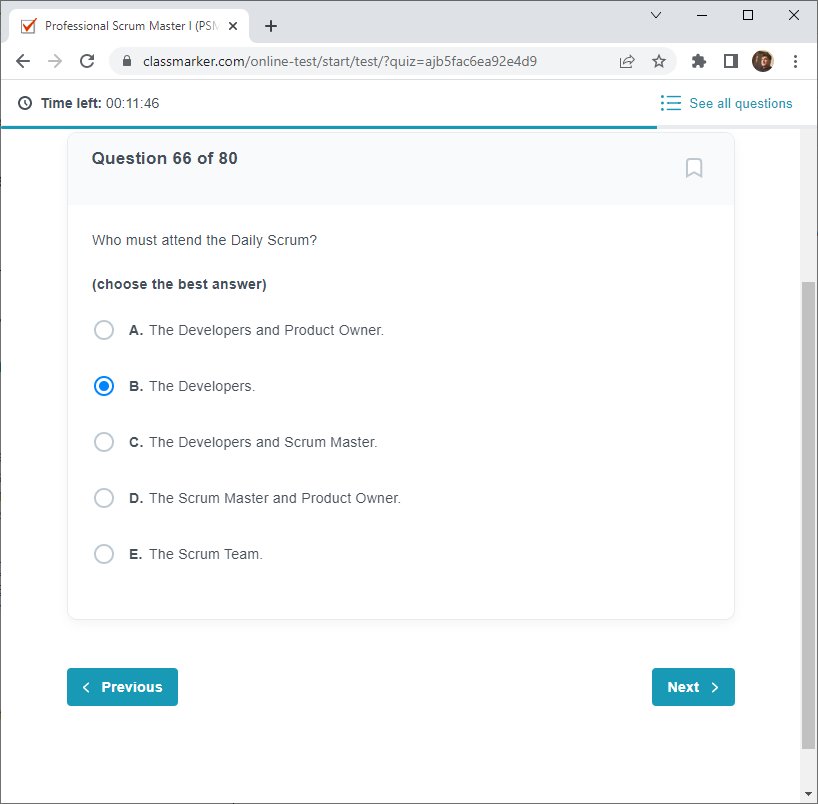 Professional Scrum Master I (PSM
classmarker.com/online-test/start/test/?quiz=ajb5fac6ea92e4d9
Time left: 00:11:46
See all questions
Question 66 of 80
Who must attend the Daily Scrum?
(choose the best answer)
A. The Developers and Product Owner.
B. The Developers.
C. The Developers and Scrum Master.
D. The Scrum Master and Product Owner.
E. The Scrum Team.
Previous
Next